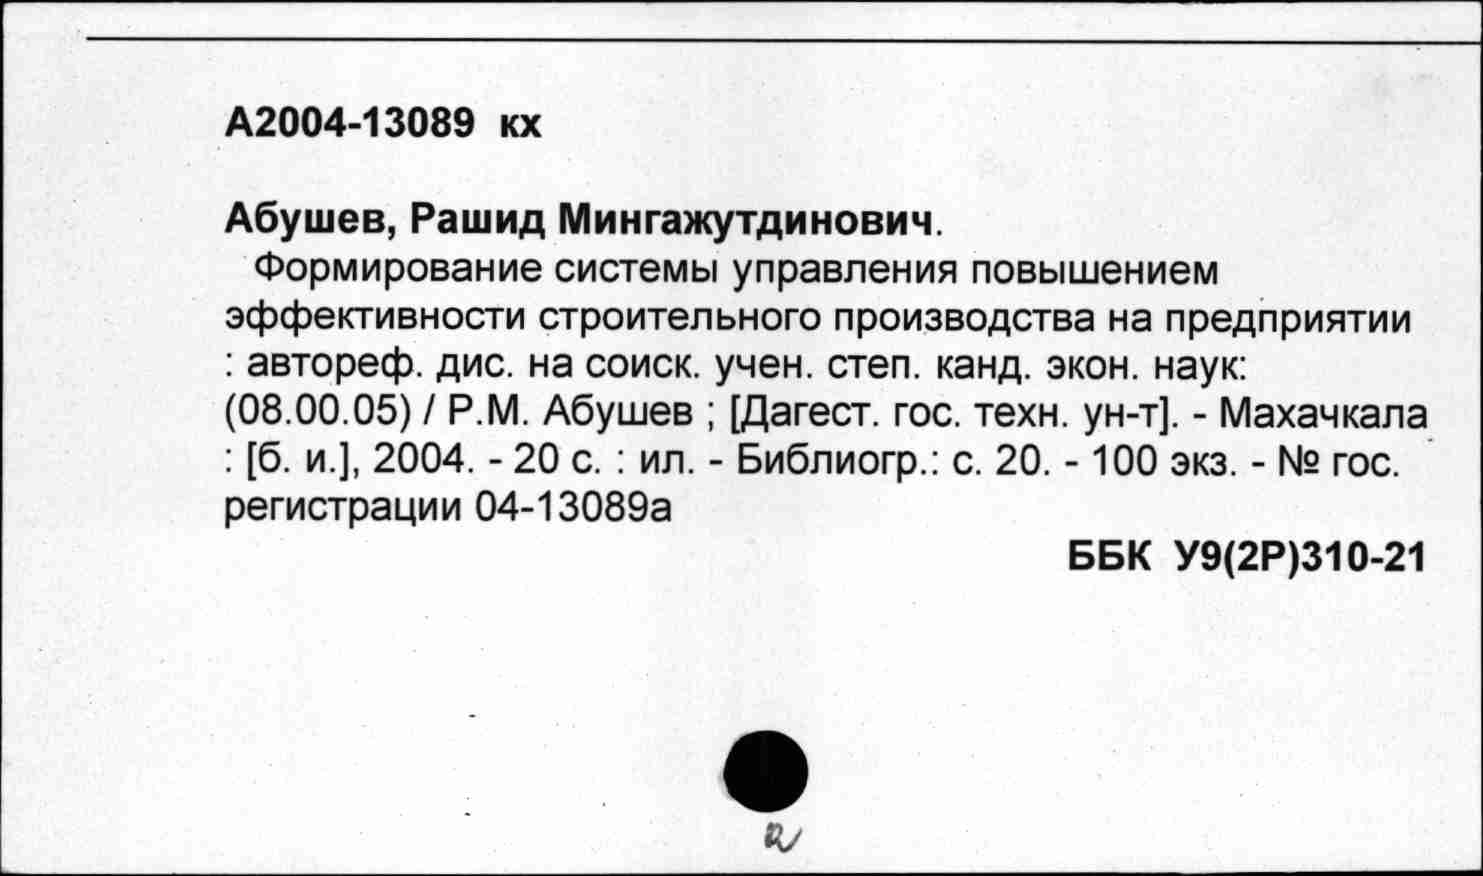 А2004-13089 кх
Абушев, Рашид Мингажутдинович.
Формирование системы управления повышением
эффективности строительного производства на предприятии
: автореф. дис. на соиск. учен. степ. канд. экон. наук:
(08.00.05) / Р.М. Абушев ; [Дагест. гос. техн. ун-т]. - Махачкала
: [б. и.], 2004. - 20 с. : ил. - Библиогр.: с. 20. - 100 экз. - № гос.
регистрации 04-13089а
ББК У9(2Р)310-21